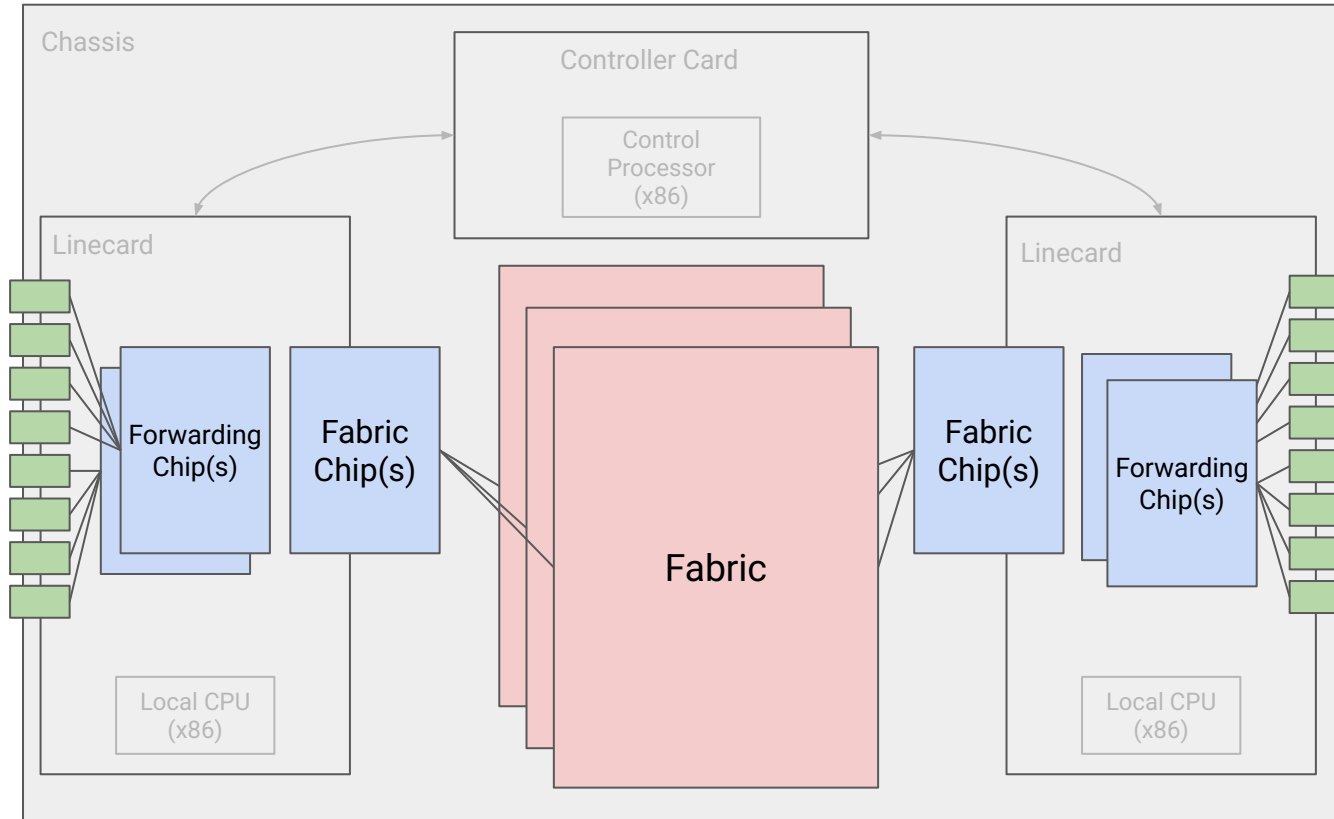 Chassis
Controller Card
Control
Processor
(x86)
Linecard
Linecard
Forwarding
Chip(s)
Fabric
Chip(s)
Fabric
Fabric
Chip(s)
Forwarding
Chip(s)
Local CPU
(x86)
Local CPU
(x86)